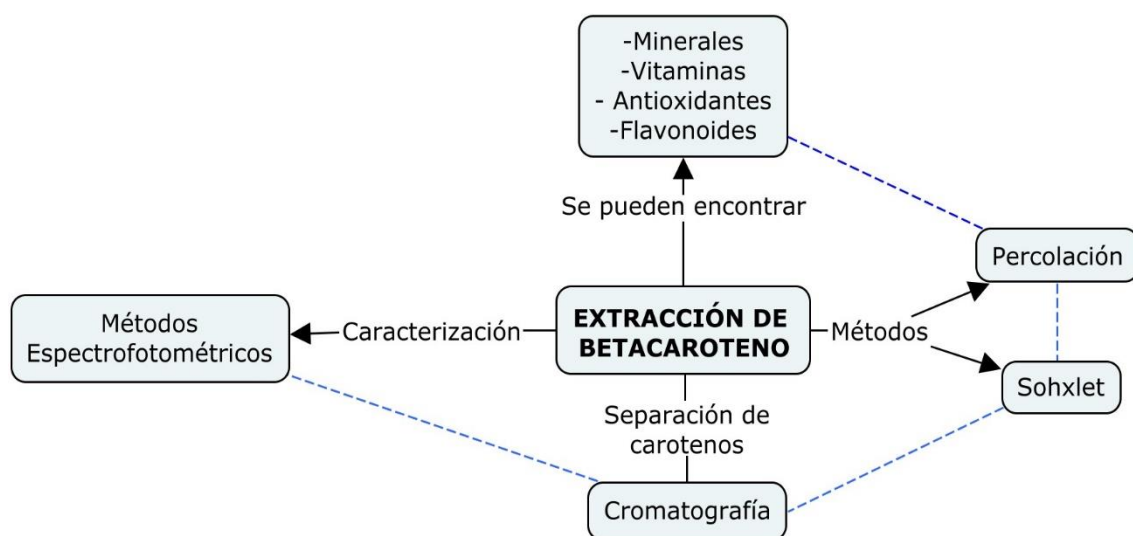 -Minerales
-Vitaminas
- Antioxidantes
-Flavonoides
Se pueden encontrar
Percolación
Métodos
Espectrofotométricos
Caracterización
EXTRACCIÓN DE
BETACAROTENO
Métodos
Sohxlet
Separación de
carotenos
Cromatografía